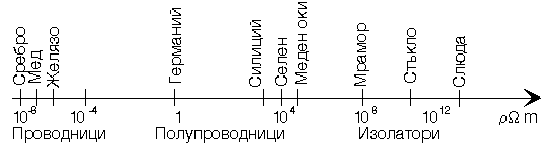 Сребро
Мед
Желязо
Германий
Силиций
Селен
Меден оки
Мрамор
Стъкло
Слюда
10⁻⁸ 10⁻⁴ 1 10⁴ 10⁸ 10¹² ρΩ m
Проводници Полупроводници Изолатори